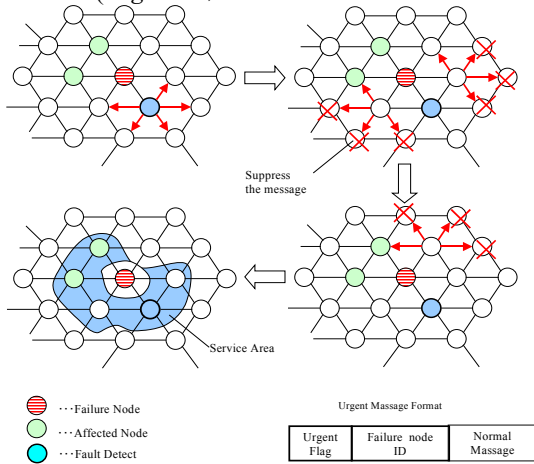 Suppress
the message
Service Area
···Failure Node
···Affected Node
···Fault Detect
Urgent Massage Format
Urgent
Flag
Failure node
ID
Normal
Massage